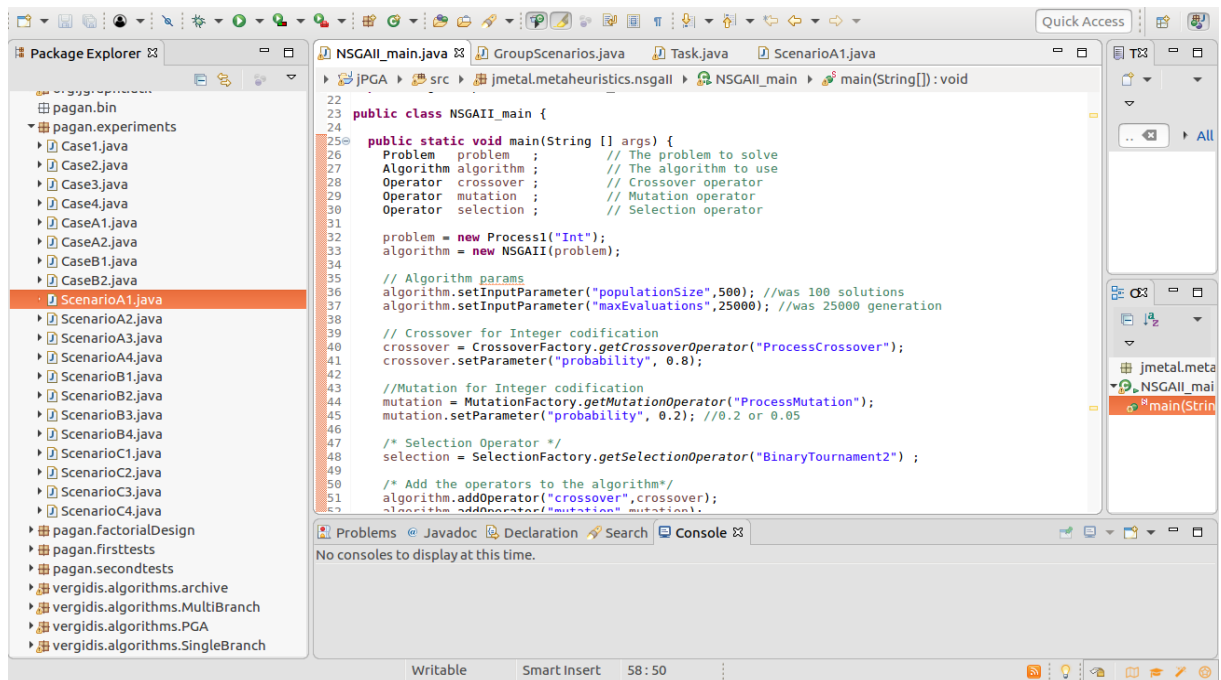 Quick Access
Package Explorer
pagan.bin
pagan.experiments
Case1.java
Case2.java
Case3.java
Case4.java
CaseA1.java
CaseA2.java
CaseB1.java
CaseB2.java
ScenarioA1.java
ScenarioA2.java
ScenarioA3.java
ScenarioA4.java
ScenarioB1.java
ScenarioB2.java
ScenarioB3.java
ScenarioB4.java
ScenarioC1.java
ScenarioC2.java
ScenarioC3.java
ScenarioC4.java
pagan.factorialDesign
pagan.firsttests
pagan.secondtests
vergidis.algorithms.archive
vergidis.algorithms.MultiBranch
vergidis.algorithms.PGA
vergidis.algorithms.SingleBranch
NSGAII_main.java GroupScenarios.java Task.java ScenarioA1.java
jPGA src jmetal.metaheuristics.nsgaII NSGAII_main main(String[]) : void
22
23 public class NSGAII_main {
24
25 public static void main(String [] args) {
26 Problem problem ; // The problem to solve
27 Algorithm algorithm ; // The algorithm to use
28 Operator crossover ; // Crossover operator
29 Operator mutation ; // Mutation operator
30 Operator selection ; // Selection operator
31
32 problem = new Process1("Int");
33 algorithm = new NSGAII(problem);
34
35 // Algorithm params
36 algorithm.setInputParameter("populationSize",500); //was 100 solutions
37 algorithm.setInputParameter("maxEvaluations",25000); //was 25000 generation
38
39 // Crossover for Integer codification
40 crossover = CrossoverFactory.getCrossoverOperator("ProcessCrossover");
41 crossover.setParameter("probability", 0.8);
42
43 //Mutation for Integer codification
44 mutation = MutationFactory.getMutationOperator("ProcessMutation");
45 mutation.setParameter("probability", 0.2); //0.2 or 0.05
46
47 /* Selection Operator */
48 selection = SelectionFactory.getSelectionOperator("BinaryTournament2") ;
49
50 /* Add the operators to the algorithm*/
51 algorithm.addOperator("crossover",crossover);
52 algorithm.addOperator("mutation",mutation);
.. All
jmetal.meta
NSGAII_mai
main(Strin
Problems Javadoc Declaration Search Console
No consoles to display at this time.
Writable Smart Insert 58 : 50